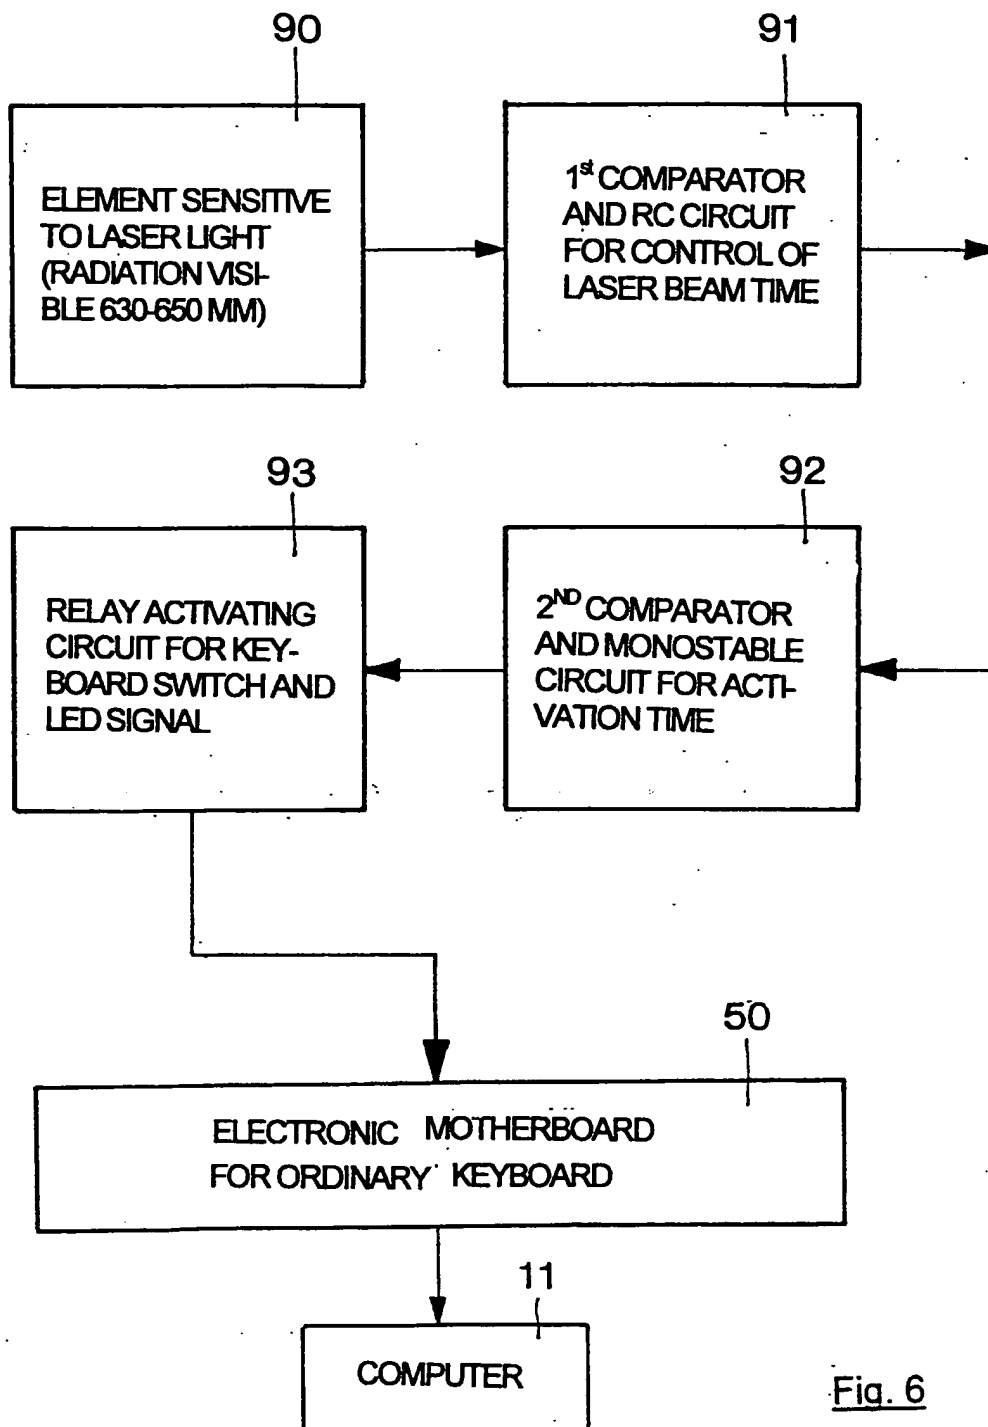 90
ELEMENT SENSITIVE
TO LASER LIGHT
(RADIATION VISI-
BLE 630-650 MM)
91
1st COMPARATOR
AND RC CIRCUIT
FOR CONTROL OF
LASER BEAM TIME
93
RELAY ACTIVATING
CIRCUIT FOR KEY-
BOARD SWITCH AND
LED SIGNAL
92
2ND COMPARATOR
AND MONOSTABLE
CIRCUIT FOR ACTI-
VATION TIME
50
ELECTRONIC MOTHERBOARD
FOR ORDINARY KEYBOARD
11
COMPUTER
Fig. 6